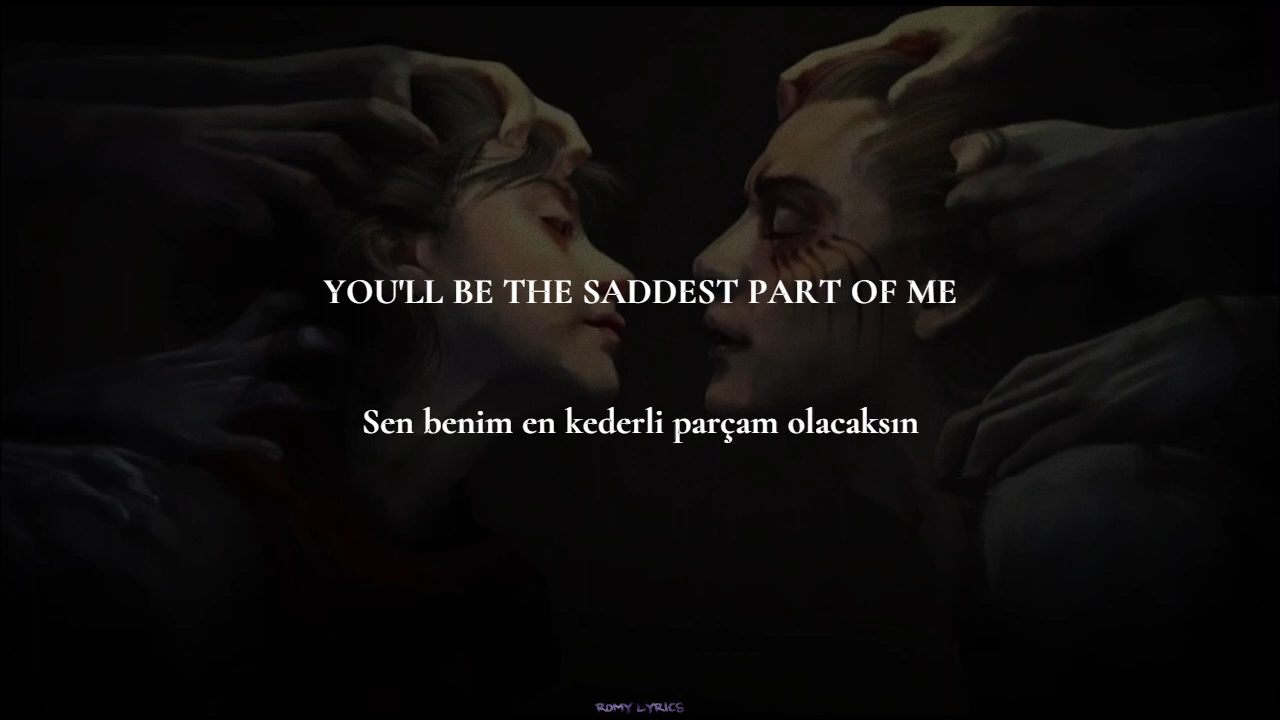 YOU'LL BE THE SADDEST PART OF ME
Sen benim en kederli parçam olacaksın
ROMY LYRICS